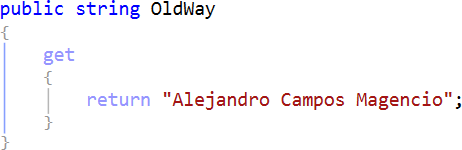 public string OldWay
{
    get
    {
        return "Alejandro Campos Magencio";
    }
}